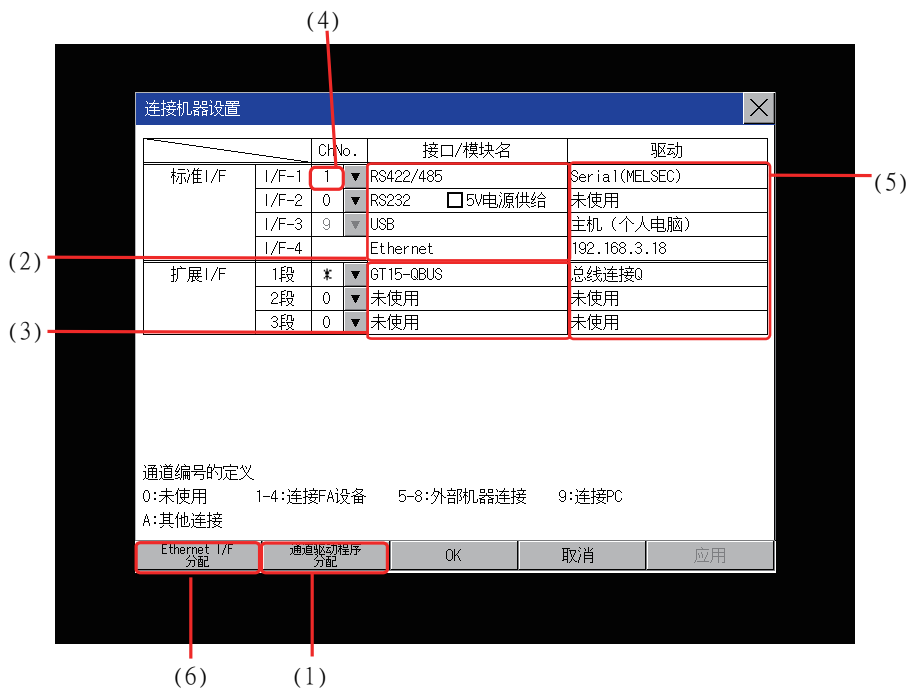 (4)
连接机器设置
ChNo. 接口/模块名 驱动
标准I/F I/F-1 1 RS422/485 Serial(MELSEC)
I/F-2 0 RS232 5V电源供给 未使用
I/F-3 9 USB 主机（个人电脑）
I/F-4 Ethernet 192.168.3.18
扩展I/F 1段 * GT15-QBUS 总线连接Q
2段 0 未使用 未使用
3段 0 未使用 未使用
(5)
(2)
(3)
通道编号的定义
0:未使用 1-4:连接FA设备 5-8:外部机器连接 9:连接PC
A:其他连接
Ethernet I/F
分配
通道驱动程序
分配
OK 取消 应用
(6) (1)